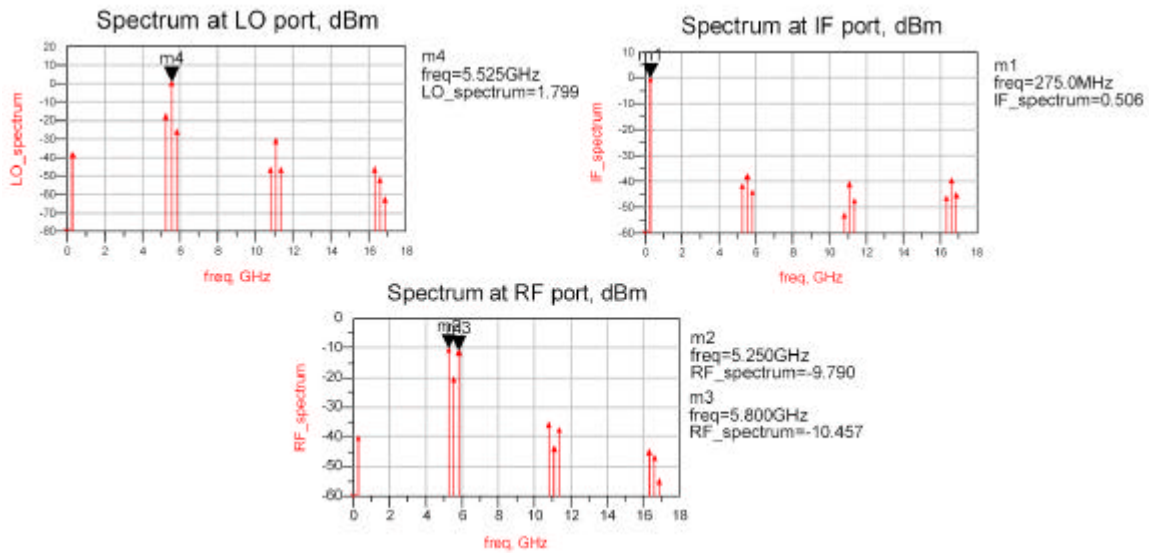 Spectrum at LO port, dBm
20
10
0
-10
-20
-30
-40
-50
-60
-70
-80
LO_spectrum
m4
0 2 4 6 8 10 12 14 16 18
freq, GHz
m4
freq=5.525GHz
LO_spectrum=1.799
Spectrum at IF port, dBm
10
0
-10
-20
-30
-40
-50
-60
IF_spectrum
m1
0 2 4 6 8 10 12 14 16 18
freq, GHz
m1
freq=275.0MHz
IF_spectrum=0.506
Spectrum at RF port, dBm
0
-10
-20
-30
-40
-50
-60
RF_spectrum
m2 m3
0 2 4 6 8 10 12 14 16 18
freq, GHz
m2
freq=5.250GHz
RF_spectrum=-9.790
m3
freq=5.800GHz
RF_spectrum=-10.457